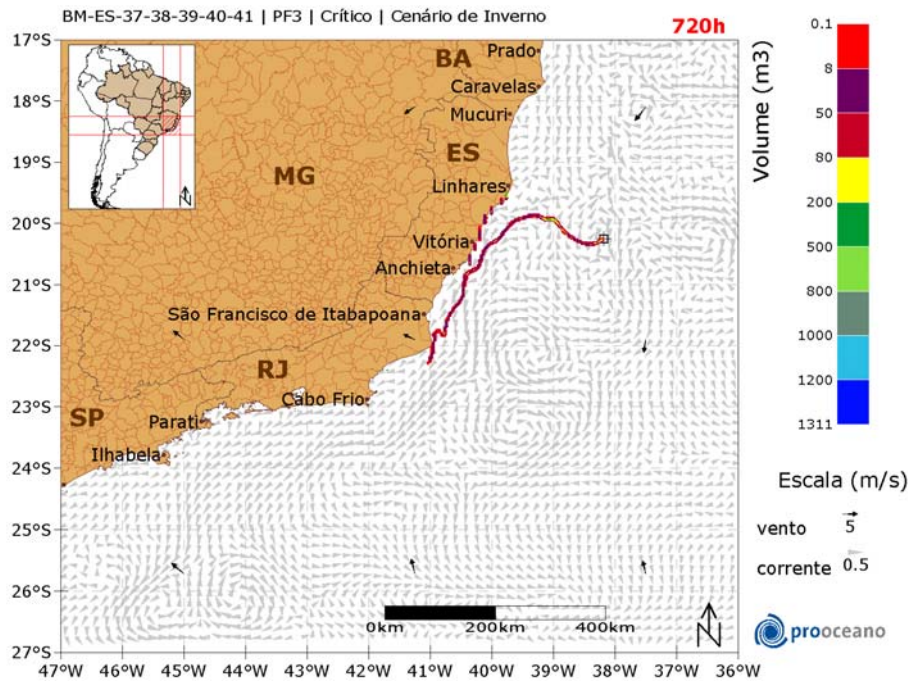 BM-ES-37-38-39-40-41 | PF3 | Crítico | Cenário de Inverno
720h
17°S
18°S
19°S
20°S
21°S
22°S
23°S
24°S
25°S
26°S
27°S
47°W
46°W
45°W
44°W
43°W
42°W
41°W
40°W
39°W
38°W
37°W
36°W
BA
Prado
Caravelas
Mucuri
ES
MG
Linhares
Vitória
Anchieta
São Francisco de Itabapoana
RJ
Cabo Frio
SP
Parati
Ilhabela
N
0km
200km
400km
N
Volume (m3)
0.1
8
50
80
200
500
800
1000
1200
1311
Escala (m/s)
vento 5
corrente 0.5
prooceano